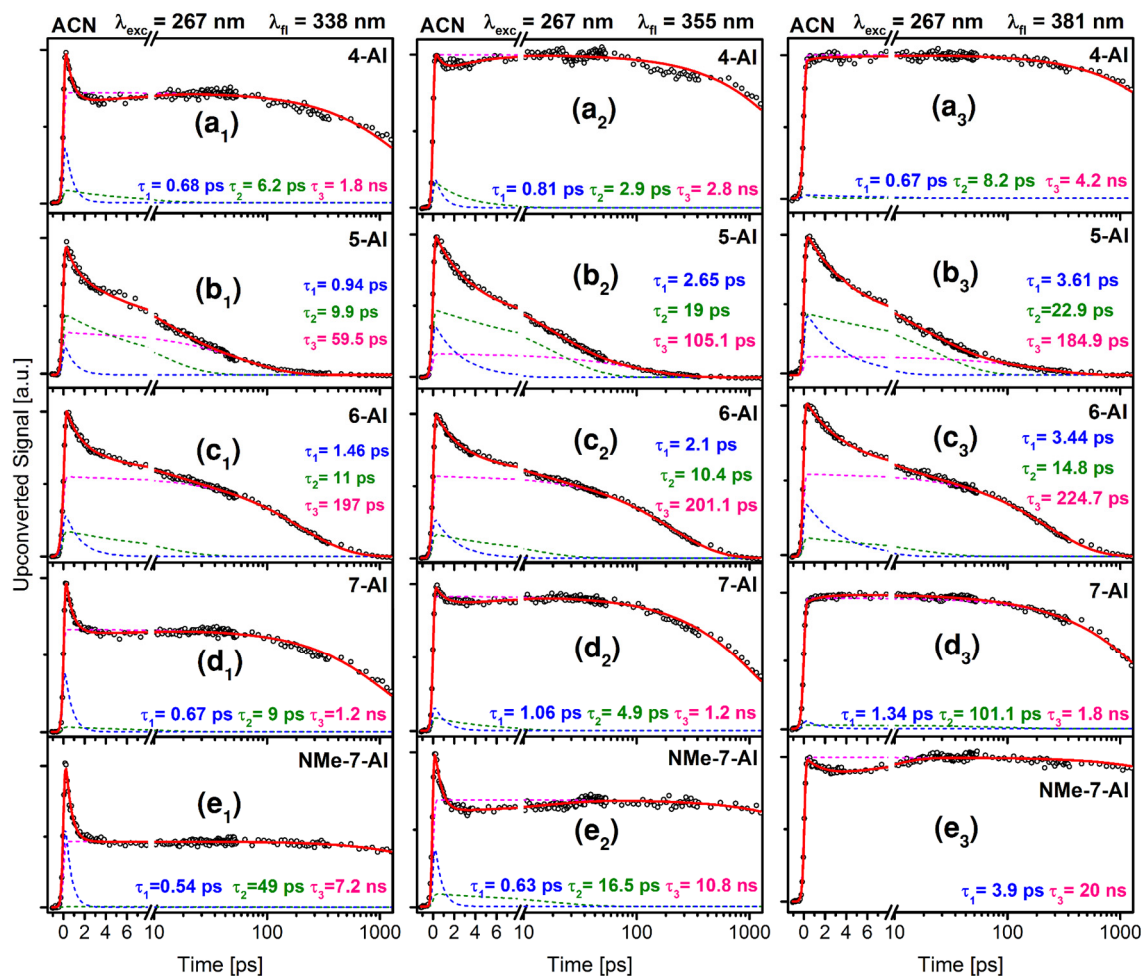 ACN λexc= 267 nm λfl = 338 nm
4-AI
(a1)
τ1= 0.68 ps τ2= 6.2 ps τ3= 1.8 ns
5-AI
(b1)
τ1= 0.94 ps
τ2= 9.9 ps
τ3= 59.5 ps
6-AI
(c1)
τ1= 1.46 ps
τ2= 11 ps
τ3= 197 ps
7-AI
(d1)
τ1= 0.67 ps τ2= 9 ps τ3= 1.2 ns
NMe-7-AI
(e1)
τ1=0.54 ps τ2=49 ps τ3=7.2 ns
0 2 4 6 8 10 100 1000
Time [ps]
ACN λexc= 267 nm λfl = 355 nm
4-AI
(a2)
τ1= 0.81 ps τ2= 2.9 ps τ3= 2.8 ns
5-AI
(b2)
τ1= 2.65 ps
τ2= 19 ps
τ3= 105.1 ps
6-AI
(c2)
τ1= 2.1 ps
τ2= 10.4 ps
τ3= 201.1 ps
7-AI
(d2)
τ1= 1.06 ps τ2= 4.9 ps τ3= 1.2 ns
NMe-7-AI
(e2)
τ1= 0.63 ps τ2= 16.5 ps τ3= 10.8 ns
0 2 4 6 8 10 100 1000
Time [ps]
ACN λexc= 267 nm λfl = 381 nm
4-AI
(a3)
τ1= 0.67 ps τ2= 8.2 ps τ3= 4.2 ns
5-AI
(b3)
τ1= 3.61 ps
τ2= 22.9 ps
τ3= 184.9 ps
6-AI
(c3)
τ1= 3.44 ps
τ2= 14.8 ps
τ3= 224.7 ps
7-AI
(d3)
τ1= 1.34 ps τ2= 101.1 ps τ3= 1.8 ns
NMe-7-AI
(e3)
τ1= 3.9 ps τ3= 20 ns
0 2 4 6 8 10 100 1000
Time [ps]
Upconverted Signal [a.u.]